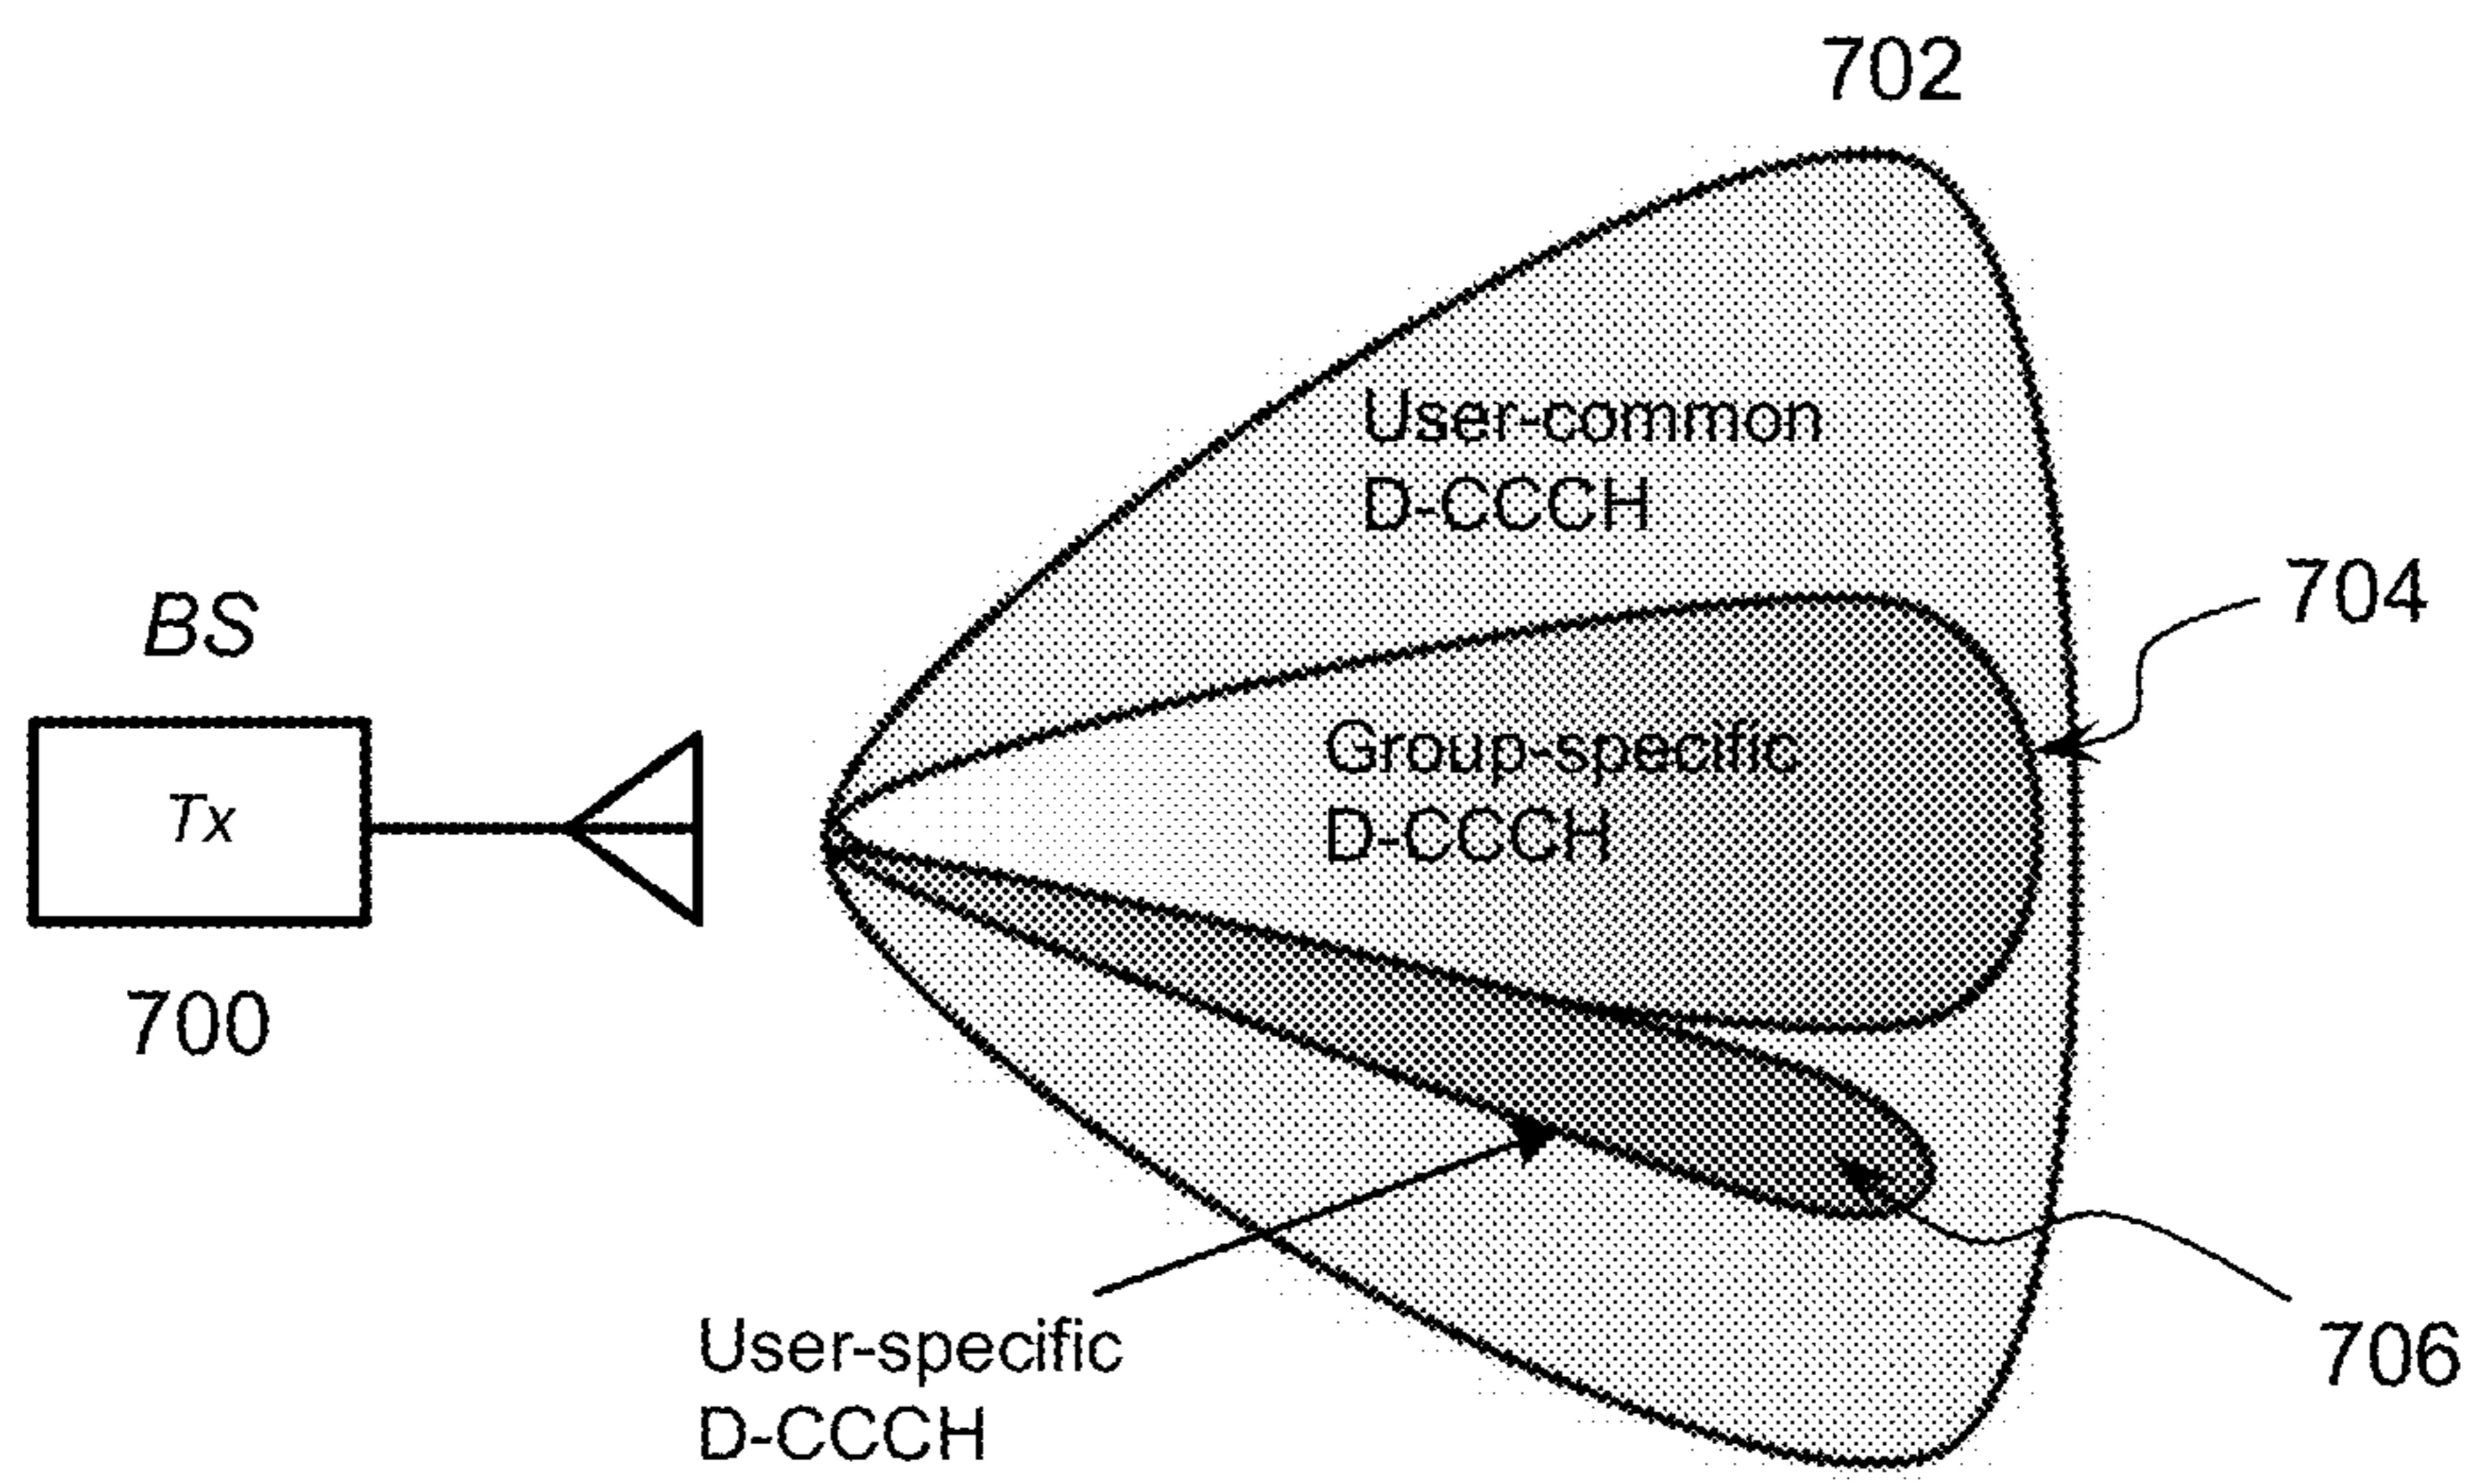 702
User-common
D-CCCH
704
BS
Group-specific
D-CCCH
Tx
700
User-specific
D-CCCH
706